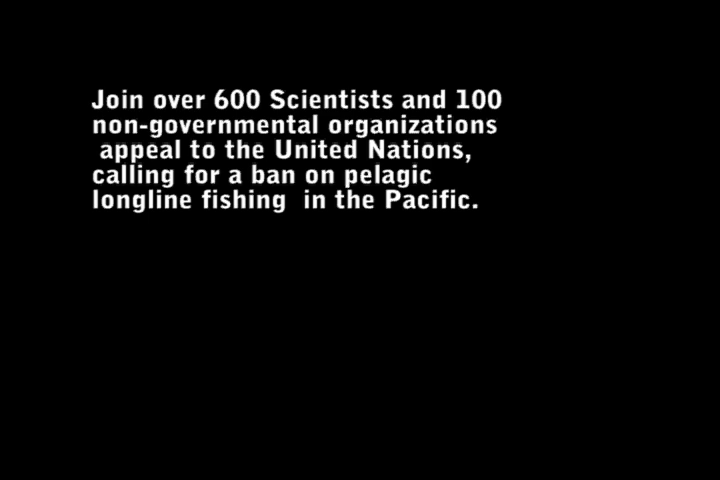 Join over 600 Scientists and 100
non-governmental organizations
appeal to the United Nations,
calling for a ban on pelagic
longline fishing in the Pacific.